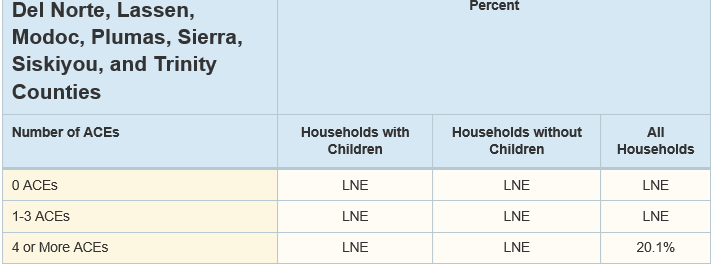 Del Norte, Lassen,
Modoc, Plumas, Sierra,
Siskiyou, and Trinity
Counties
Percent
Number of ACEs
Households with
Children
Households without
Children
All
Households
0 ACEs LNE LNE LNE
1-3 ACEs LNE LNE LNE
4 or More ACEs LNE LNE 20.1%